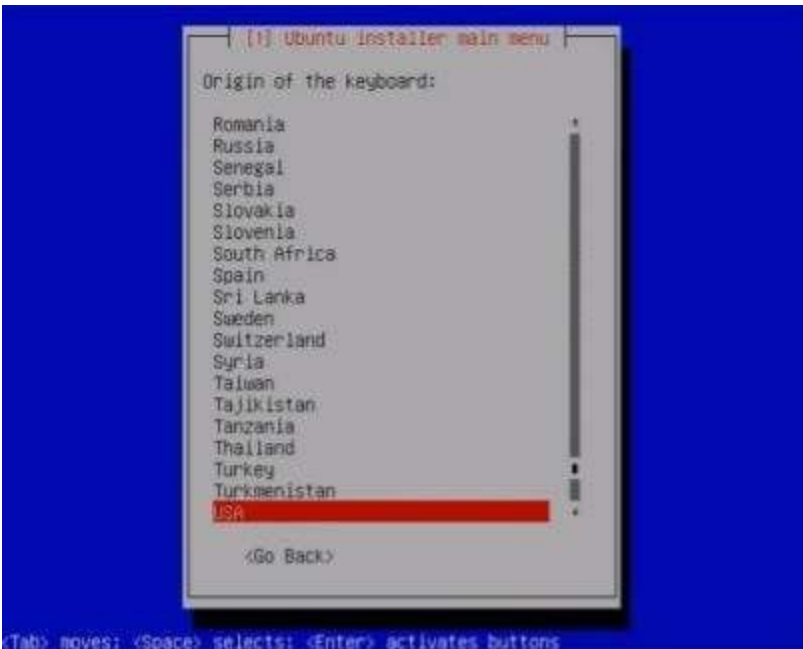 [!] Ubuntu installer main menu
Origin of the keyboard:
Romania
Russia
Senegal
Serbia
Slovakia
Slovenia
South Africa
Spain
Sri Lanka
Sweden
Switzerland
Syria
Taiwan
Tajikistan
Tanzania
Thailand
Turkey
Turkmenistan
USA
<Go Back>
<Tab> moves; <Space> selects; <Enter> activates buttons